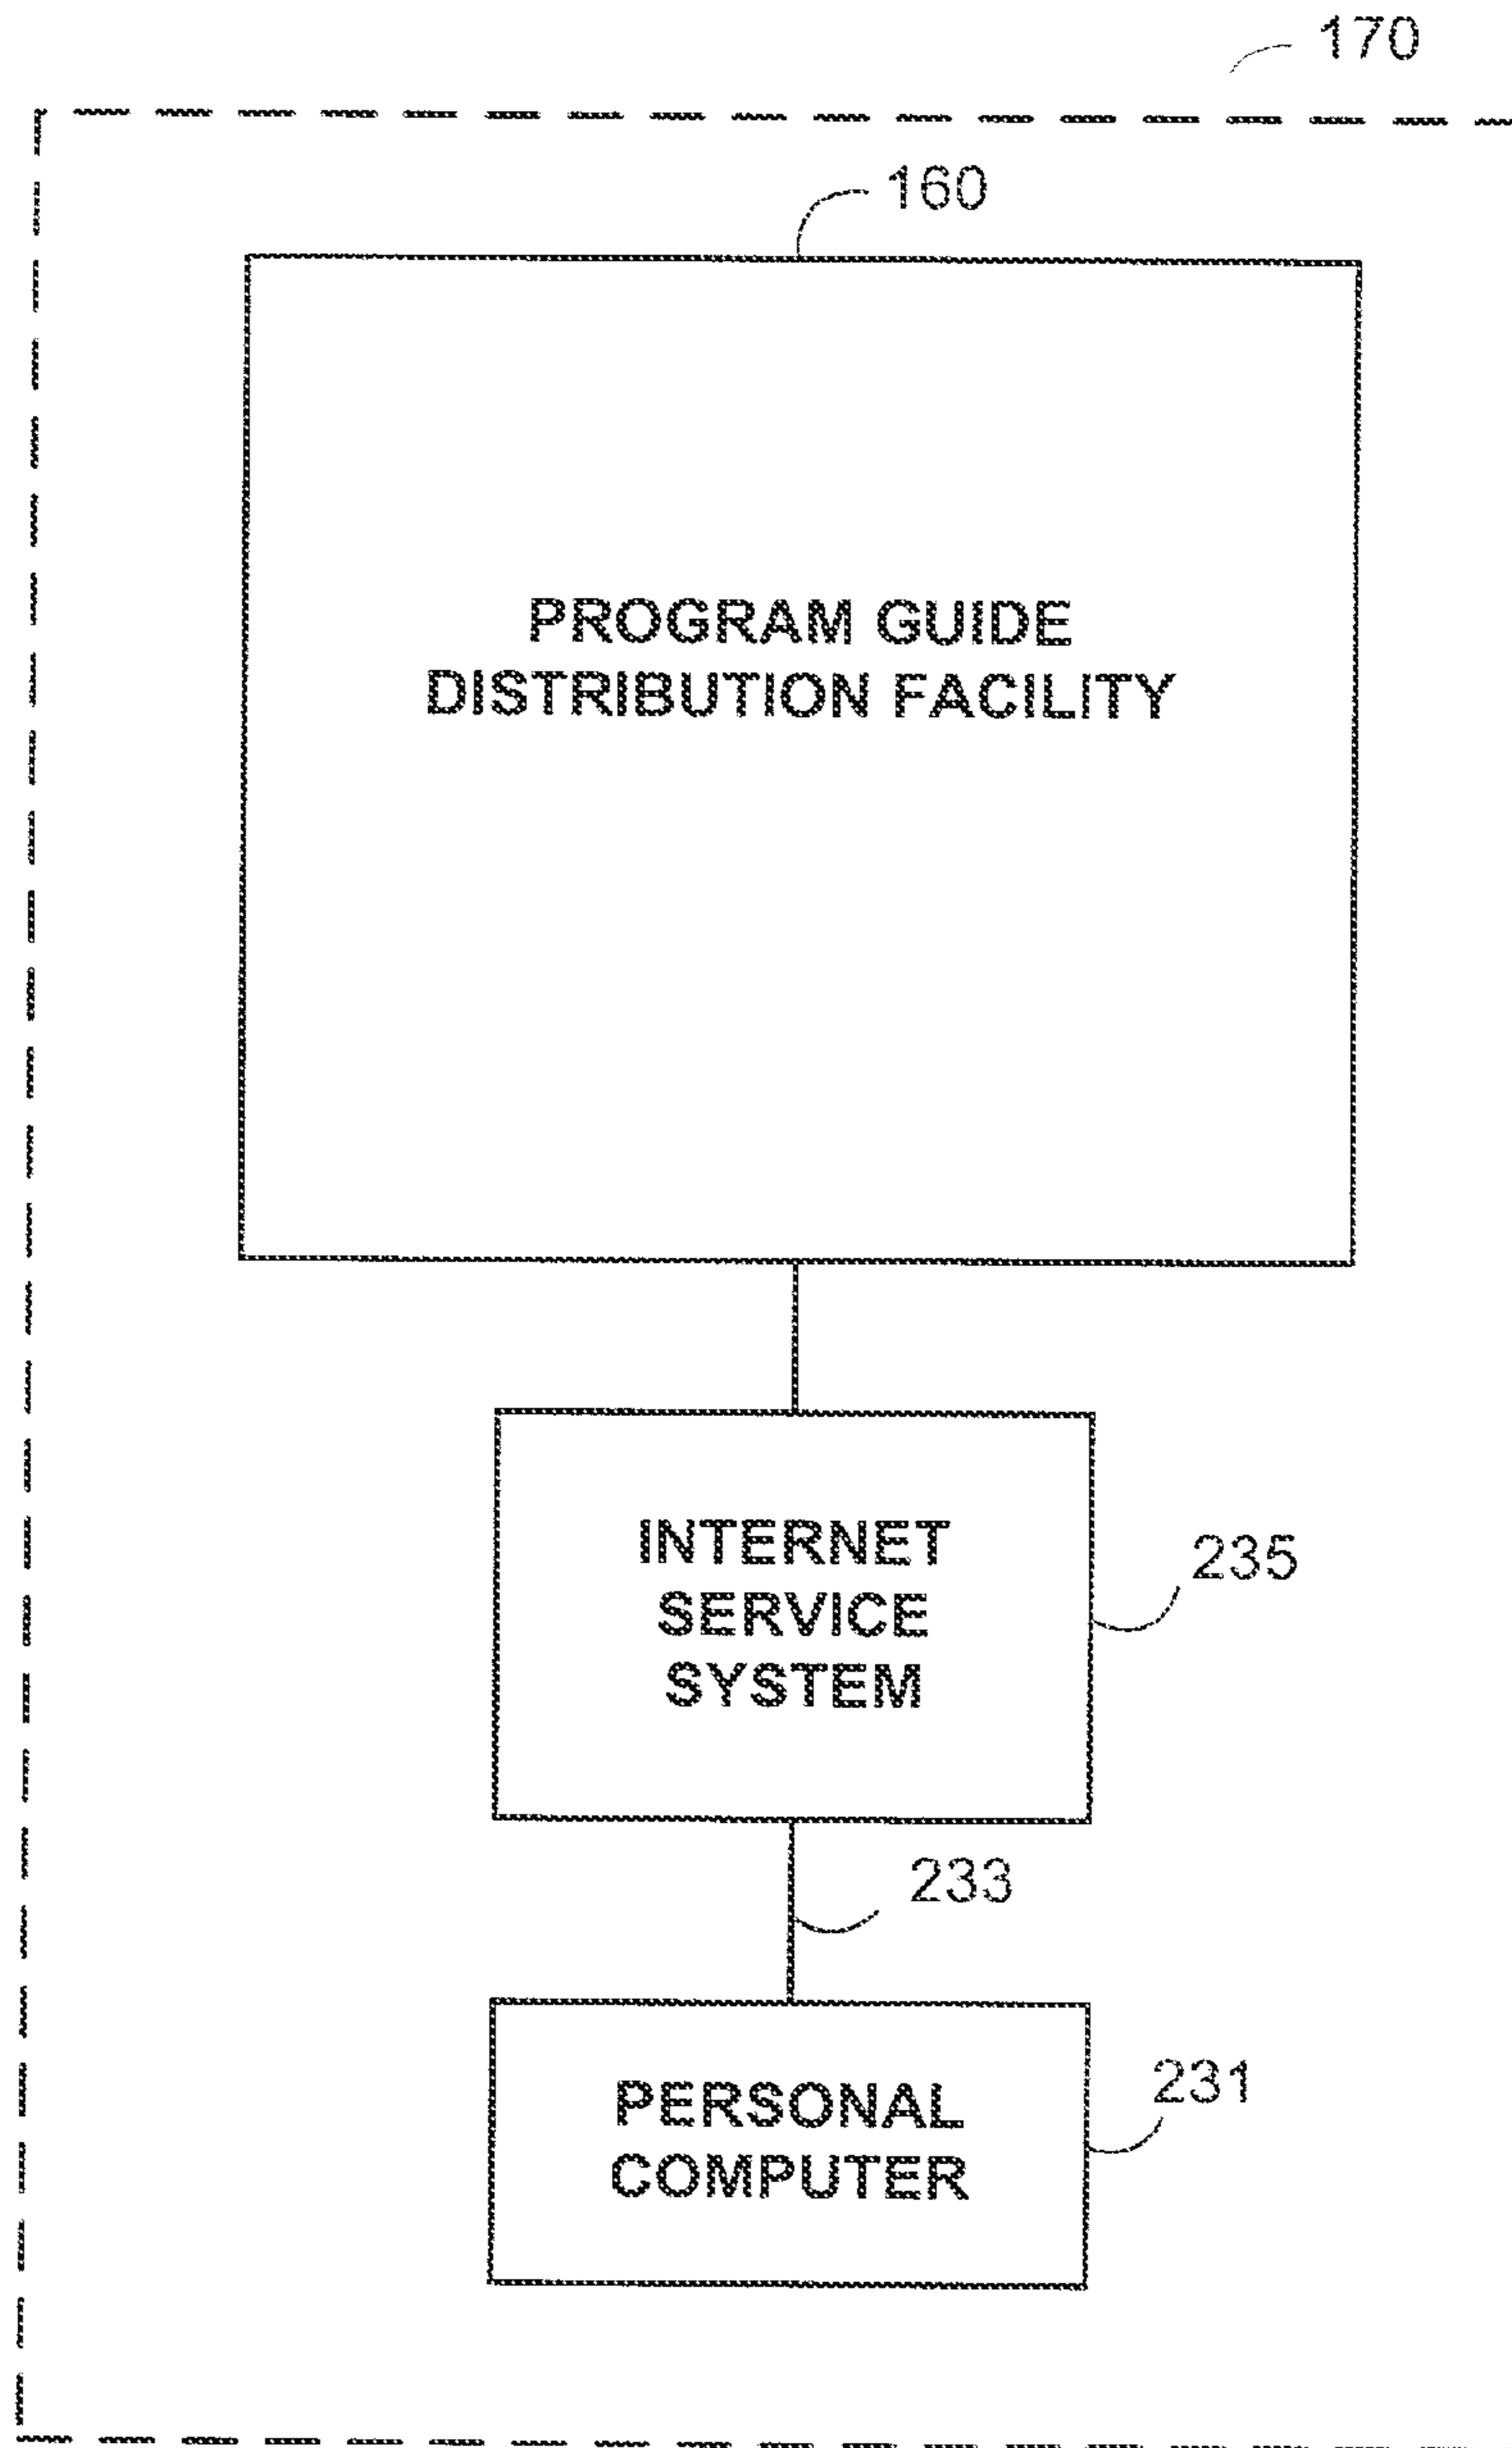 170
160
PROGRAM GUIDE
DISTRIBUTION FACILITY
INTERNET
SERVICE
SYSTEM
235
233
PERSONAL
COMPUTER
231